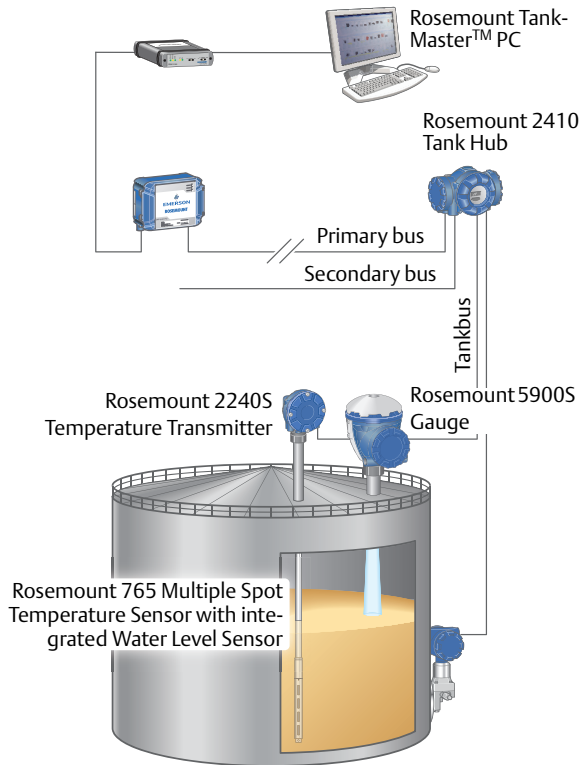 Rosemount Tank-
Master™ PC
Rosemount 2410
Tank Hub
EMERSON
ROSEMOUNT
Primary bus
Secondary bus
Tankbus
Rosemount 2240S
Temperature Transmitter
Rosemount 5900S
Gauge
Rosemount 765 Multiple Spot
Temperature Sensor with inte-
grated Water Level Sensor